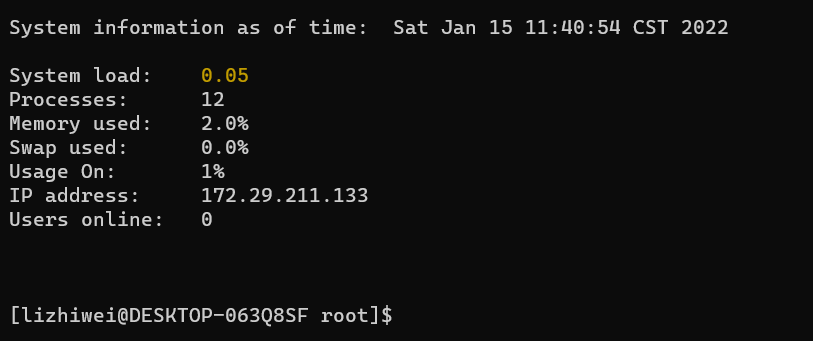 System information as of time:  Sat Jan 15 11:40:54 CST 2022
System load:    0.05
Processes:      12
Memory used:    2.0%
Swap used:      0.0%
Usage On:       1%
IP address:     172.29.211.133
Users online:   0
[lizhiwei@DESKTOP-063Q8SF root]$